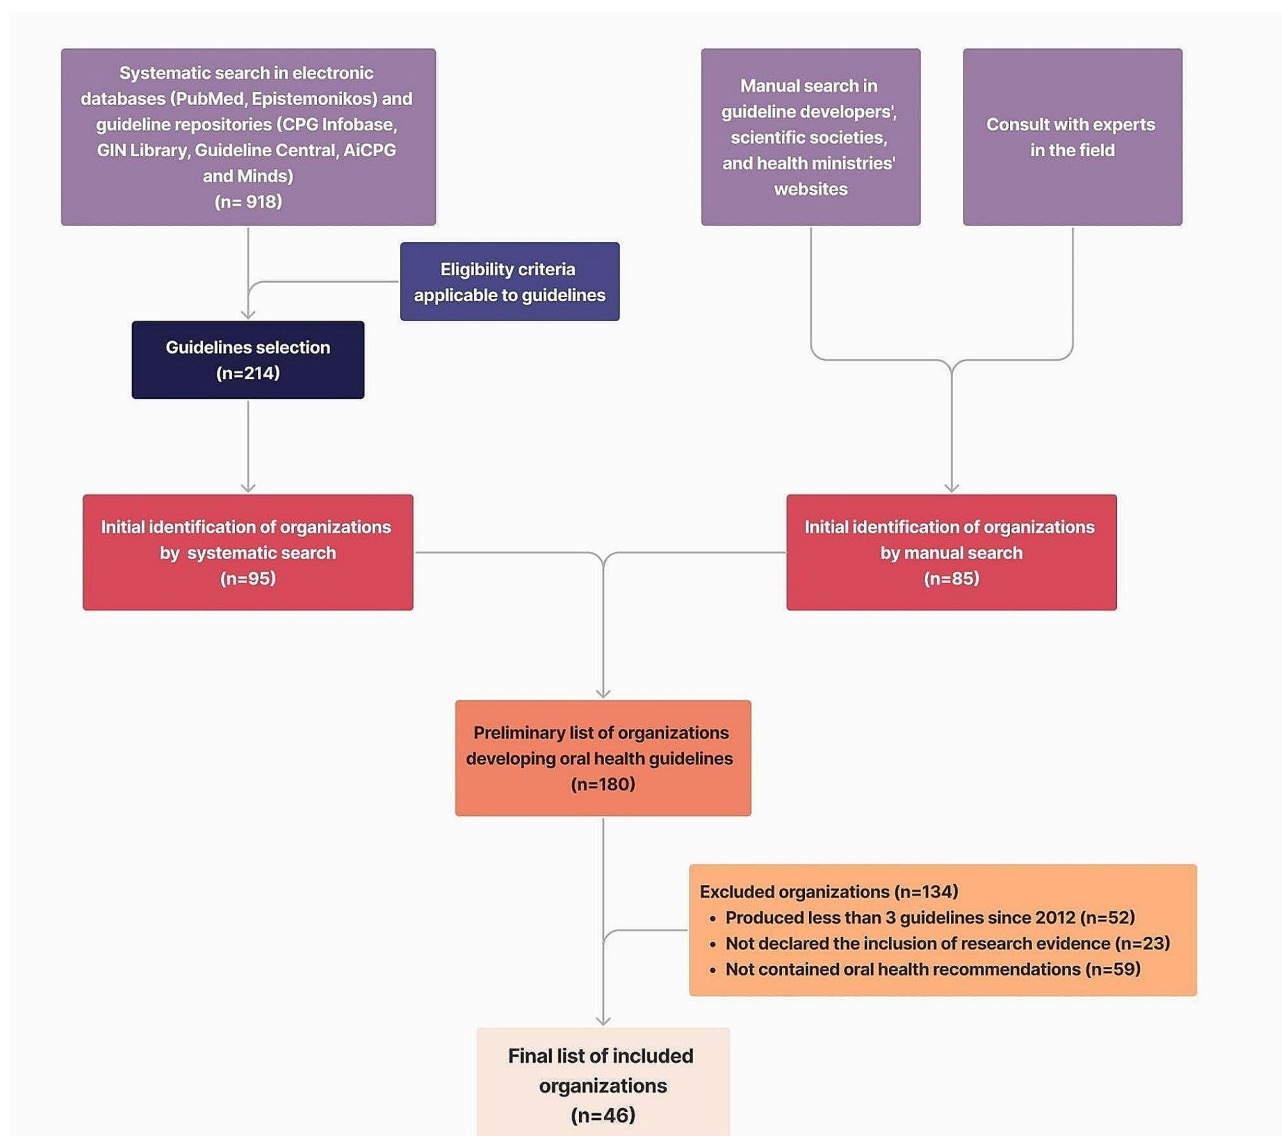 Systematic search in electronic
databases (PubMed, Epistemonikos) and
guideline repositories (CPG Infobase,
GIN Library, Guideline Central, AiCPG
and Minds)
(n= 918)
Manual search in
guideline developers',
scientific societies,
and health ministries'
websites
Consult with experts
in the field
Eligibility criteria
applicable to guidelines
Guidelines selection
(n=214)
Initial identification of organizations
by  systematic search
(n=95)
Initial identification of organizations
by manual search
(n=85)
Preliminary list of organizations
developing oral health guidelines
(n=180)
Excluded organizations (n=134)
• Produced less than 3 guidelines since 2012 (n=52)
• Not declared the inclusion of research evidence (n=23)
• Not contained oral health recommendations (n=59)
Final list of included
organizations
(n=46)